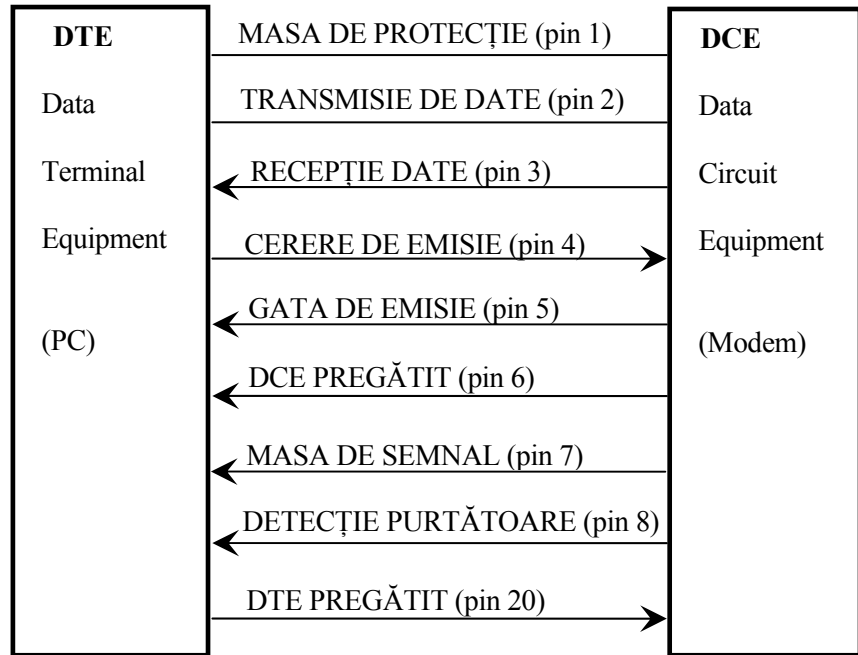 DTE
Data
Terminal
Equipment
(PC)
MASA DE PROTECȚIE (pin 1)
TRANSMISIE DE DATE (pin 2)
RECEPȚIE DATE (pin 3)
CERERE DE EMISIE (pin 4)
GATA DE EMISIE (pin 5)
DCE PREGĂTIT (pin 6)
MASA DE SEMNAL (pin 7)
DETECȚIE PURTĂTOARE (pin 8)
DTE PREGĂTIT (pin 20)
DCE
Data
Circuit
Equipment
(Modem)